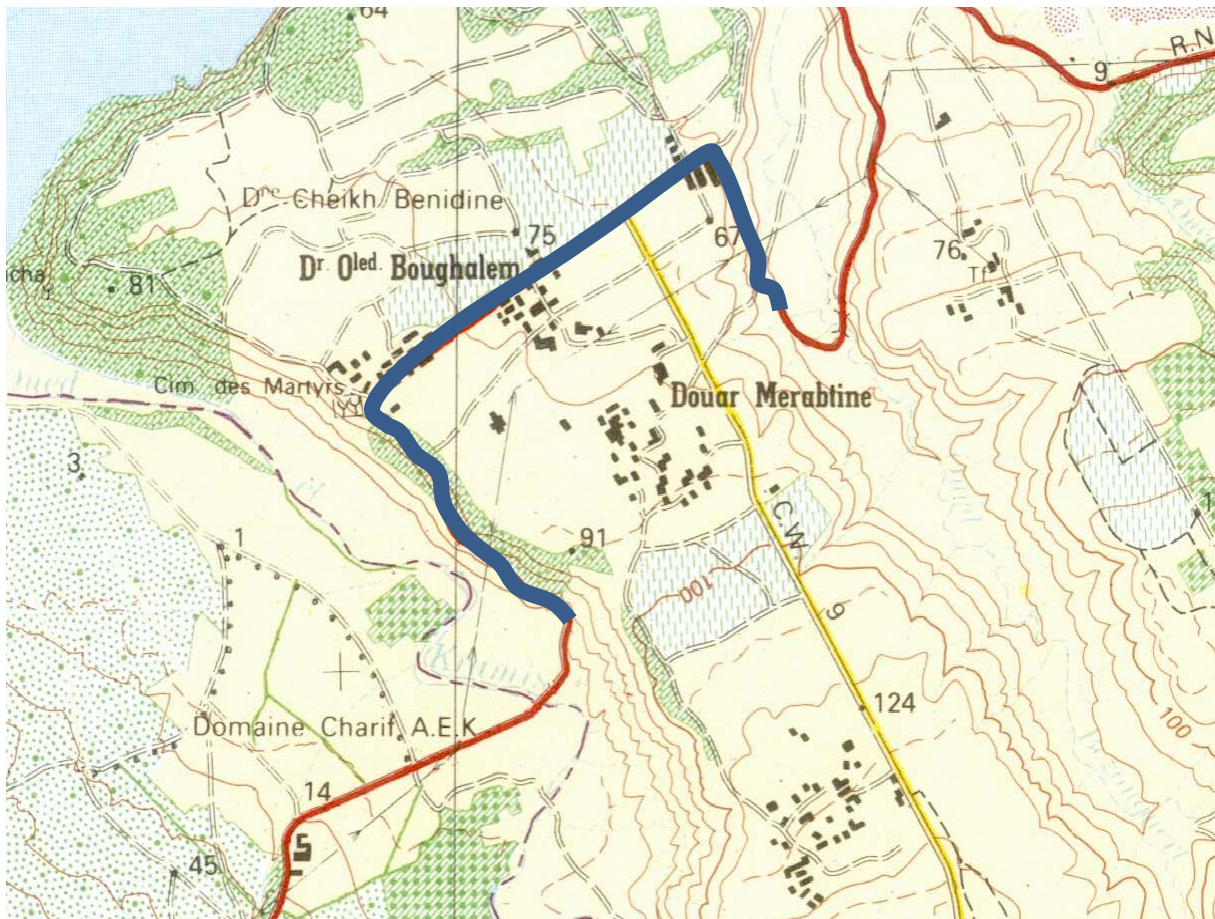 64
R.N
9
Dre Cheikh Benidine
75
67
76
Tf
Dr. Oled. Boughalem
81
Cim. des Martyrs
Douar Merabtine
3
1
91
C.W.
9
100
124
100
Domaine Charif A.E.K
14
45